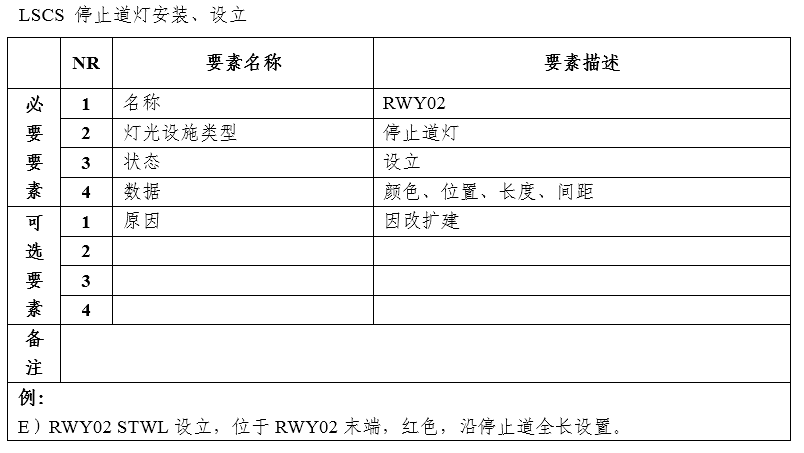 LSCS 停止道灯安装、设立
NR 要素名称 要素描述
必要要素
1 名称 RWY02
2 灯光设施类型 停止道灯
3 状态 设立
4 数据 颜色、位置、长度、间距
可选要素
1 原因 因改扩建
2
3
4
备注
例：
E）RWY02 STWL 设立，位于 RWY02 末端，红色，沿停止道全长设置。